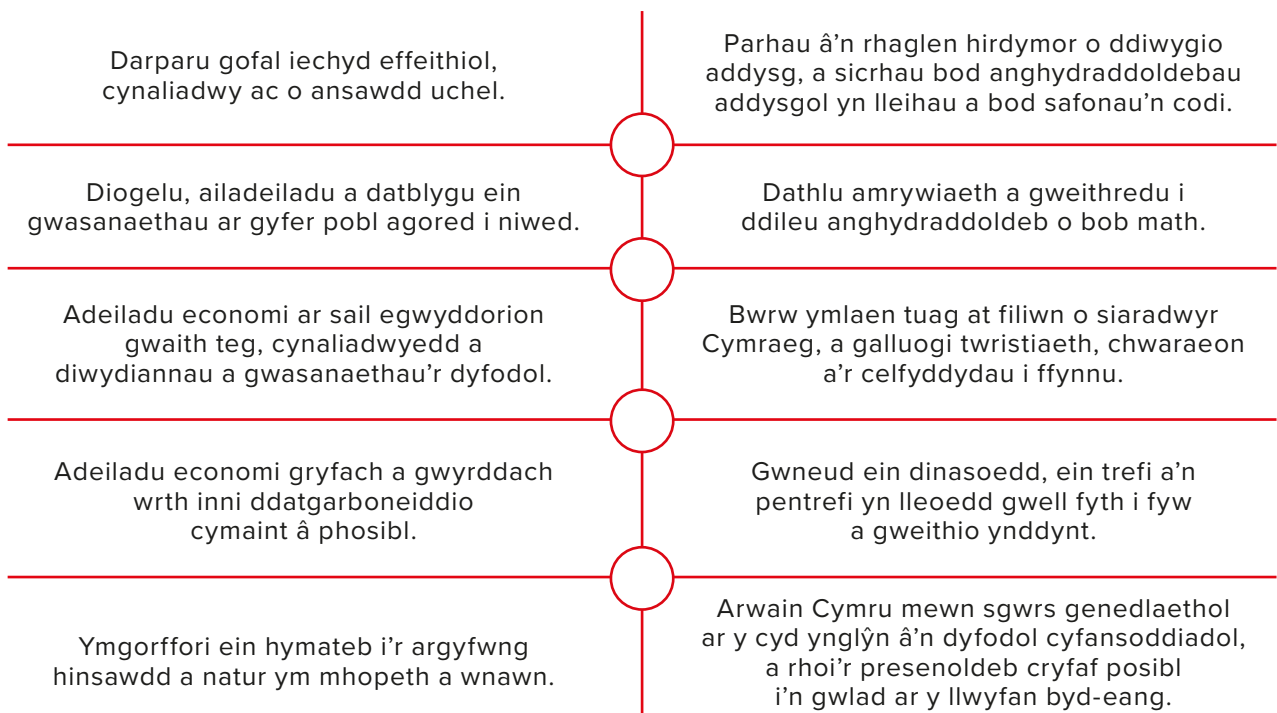 Darparu gofal iechyd effeithiol,
cynaliadwy ac o ansawdd uchel.
Parhau â'n rhaglen hirdymor o ddiwygio
addysg, a sicrhau bod anghydraddoldebau
addysgol yn lleihau a bod safonau'n codi.
Diogelu, ailadeiladu a datblygu ein
gwasanaethau ar gyfer pobl agored i niwed.
Dathlu amrywiaeth a gweithredu i
ddileu anghydraddoldeb o bob math.
Adeiladu economi ar sail egwyddorion
gwaith teg, cynaliadwyedd a
diwydiannau a gwasanaethau'r dyfodol.
Bwrw ymlaen tuag at filiwn o siaradwyr
Cymraeg, a galluogi twristiaeth, chwaraeon
a'r celfyddydau i ffynnu.
Adeiladu economi gryfach a gwyrddach
wrth inni ddatgarboneiddio
cymaint â phosibl.
Gwneud ein dinasoedd, ein trefi a'n
pentrefi yn lleoedd gwell fyth i fyw
a gweithio ynddynt.
Ymgorffori ein hymateb i'r argyfwng
hinsawdd a natur ym mhopeth a wnawn.
Arwain Cymru mewn sgwrs genedlaethol
ar y cyd ynglŷn â'n dyfodol cyfansoddiadol,
a rhoi'r presenoldeb cryfaf posibl
i'n gwlad ar y llwyfan byd-eang.